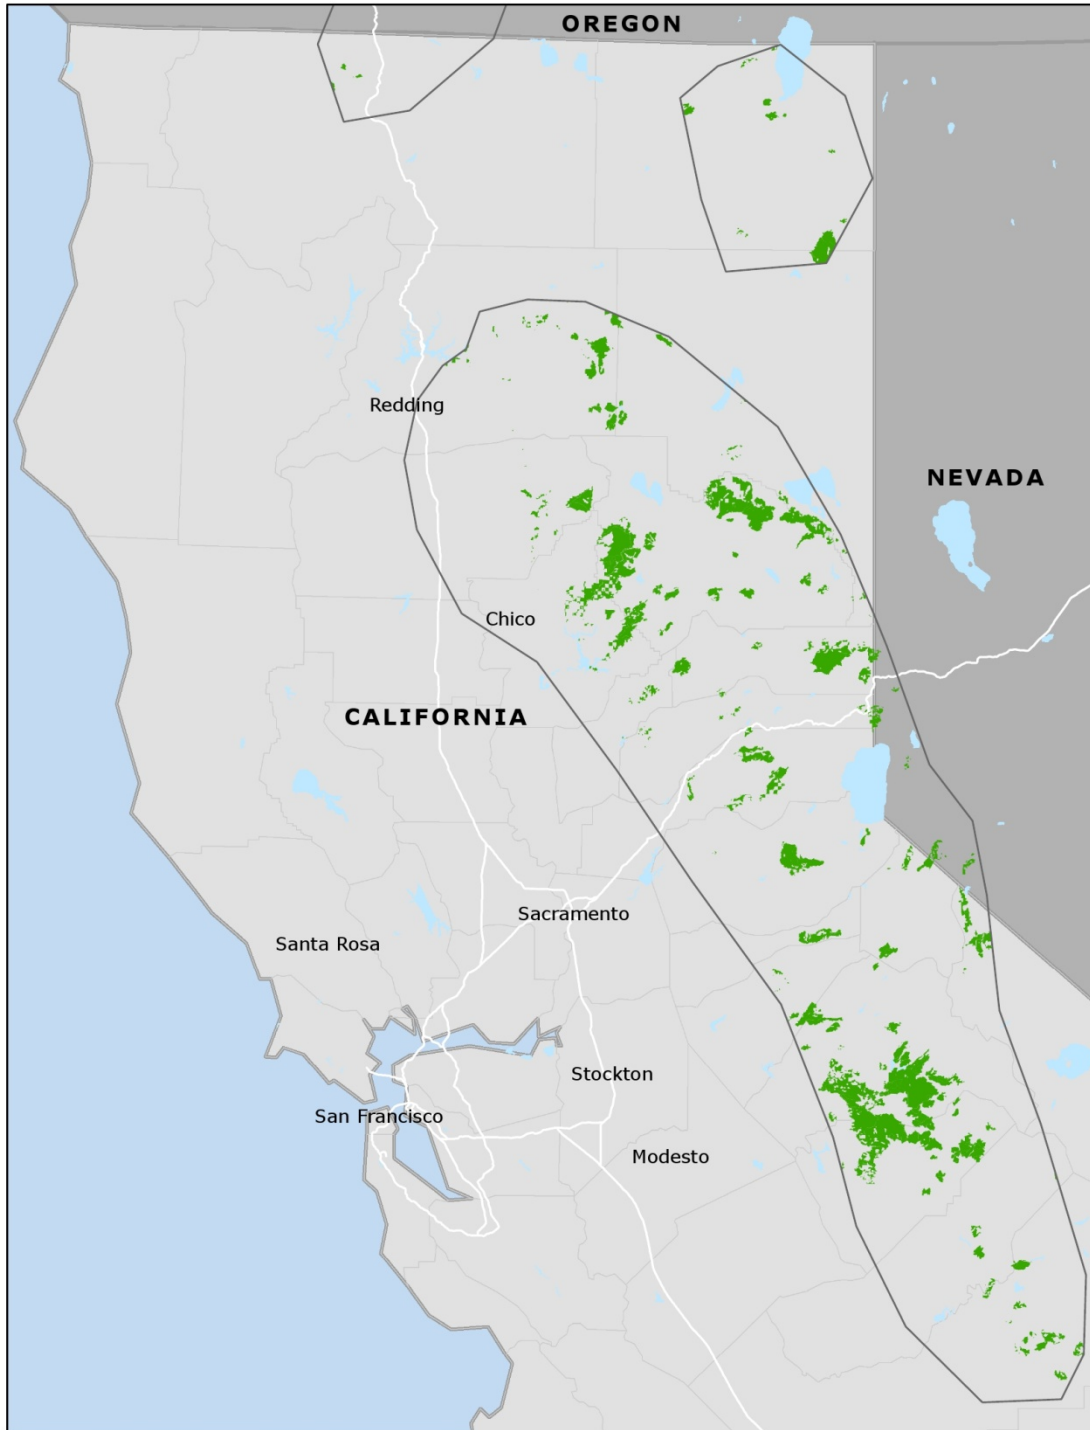 OREGON
Redding
NEVADA
Chico
CALIFORNIA
Sacramento
Santa Rosa
Stockton
San Francisco
Modesto